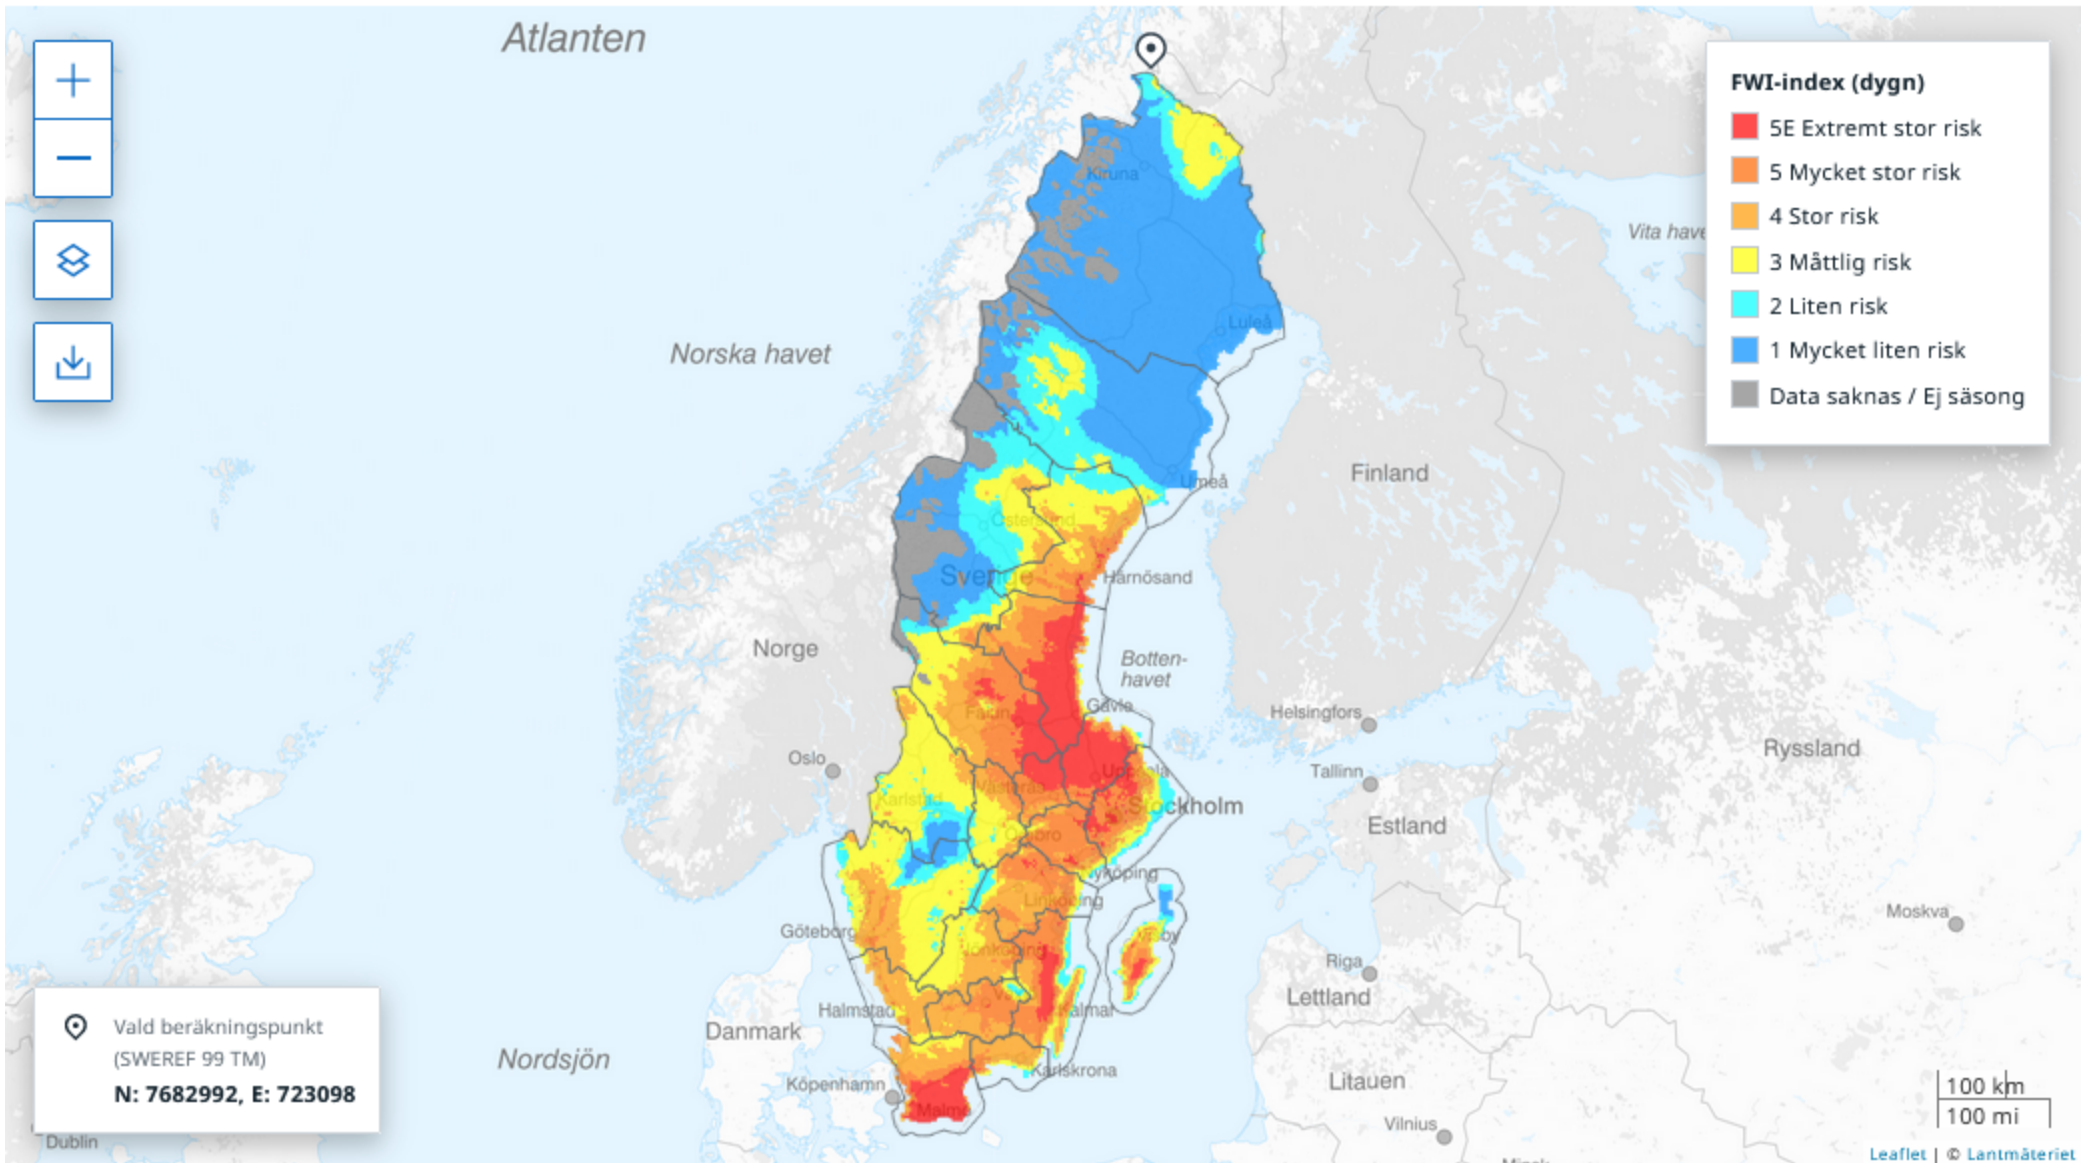 Atlanten
FWI-index (dygn)
5E Extremt stor risk
5 Mycket stor risk
4 Stor risk
3 Måttlig risk
2 Liten risk
1 Mycket liten risk
Data saknas / Ej säsong
Kiruna
Vita have
Luleå
Norska havet
Finland
Umeå
Östersund
Sverige
Härnösand
Norge
Botten-
havet
Falun
Gävle
Helsingfors
Ryssland
Oslo
Tallinn
Uppsala
Västerås
Karlstad
Stockholm
Estland
Örebro
Nyköping
Linköping
Moskva
Göteborg
Visby
Jönköping
Riga
Lettland
Halmstad
Kalmar
Danmark
Nordsjön
Karlskrona
Köpenhamn
Litauen
Malmö
Vilnius
Dublin
Vald beräkningspunkt
(SWEREF 99 TM)
N: 7682992, E: 723098
100 km
100 mi
Leaflet | © Lantmäteriet